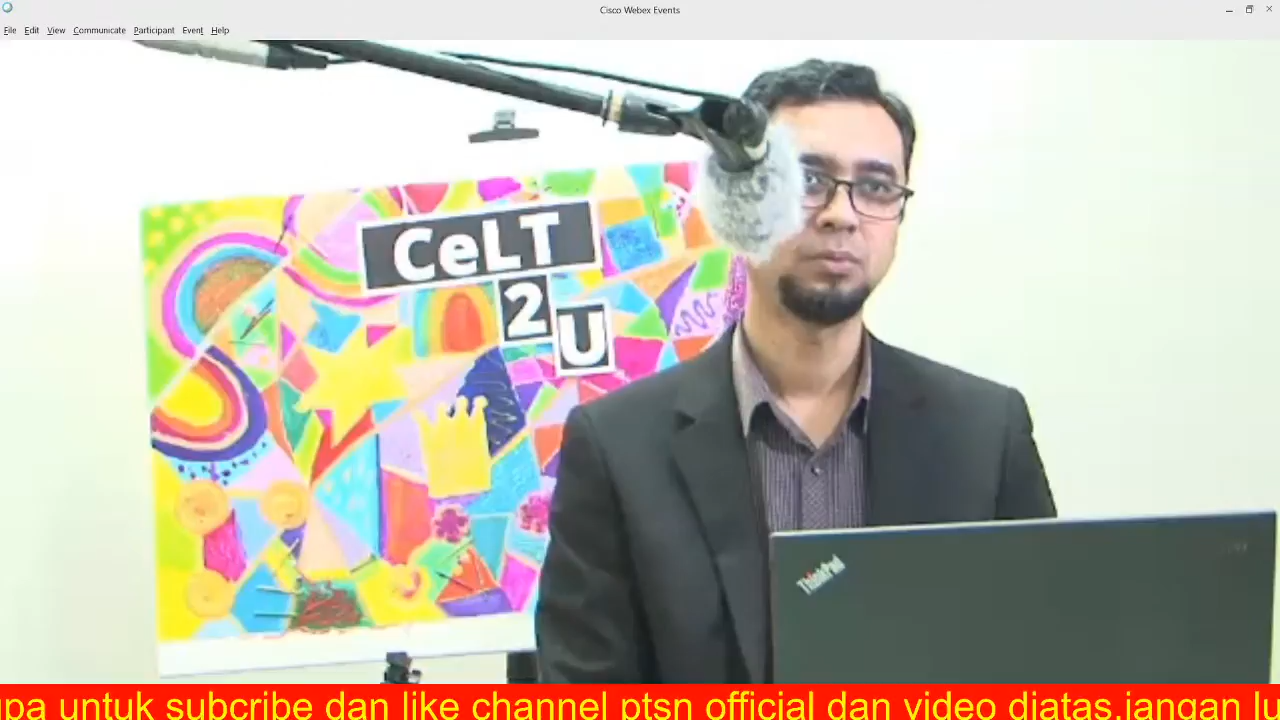 Cisco Webex Events
File Edit View Communicate Participant Event Help
CeLT
2
U
ThinkPad
upa untuk subcribe dan like channel ptsn official dan video diatas,jangan lu